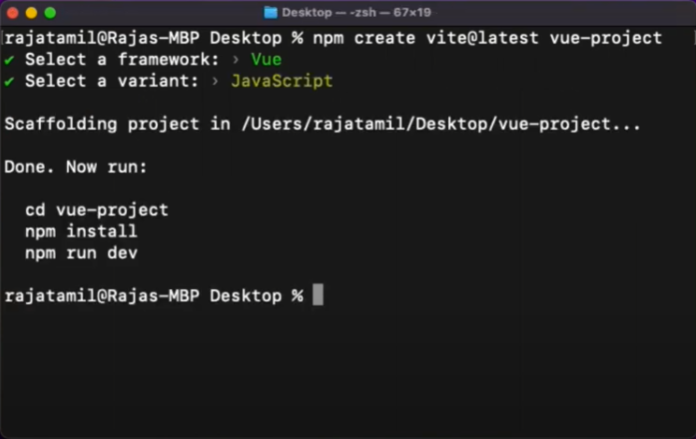 Desktop — -zsh — 67×19
rajatamil@Rajas-MBP Desktop % npm create vite@latest vue-project
✔ Select a framework: › Vue
✔ Select a variant: › JavaScript
Scaffolding project in /Users/rajatamil/Desktop/vue-project...
Done. Now run:
cd vue-project
npm install
npm run dev
rajatamil@Rajas-MBP Desktop %